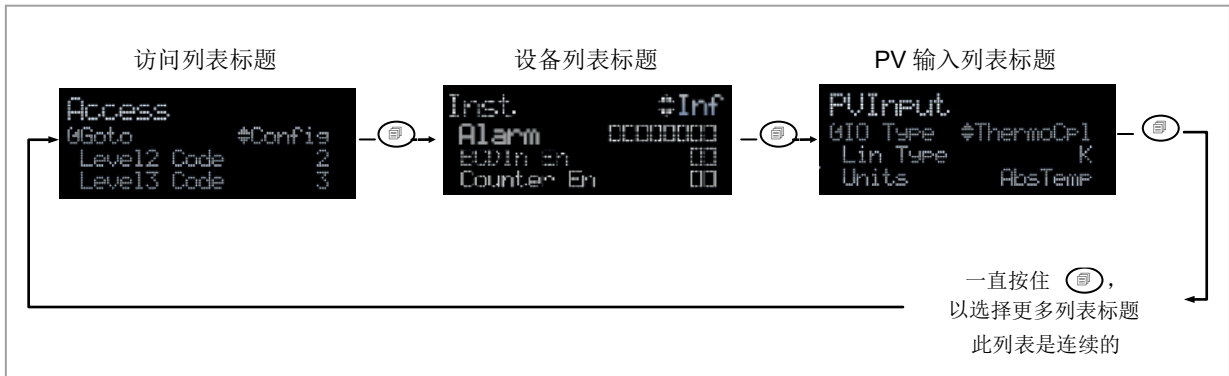 访问列表标题
Access
Goto Config
Level2 Code 2
Level3 Code 3
设备列表标题
Inst. Inf
Alarm
BCDIn En
Counter En
PV 输入列表标题
PVInput
IO Type ThermoCpl
Lin Type K
Units AbsTemp
一直按住 ,
以选择更多列表标题
此列表是连续的